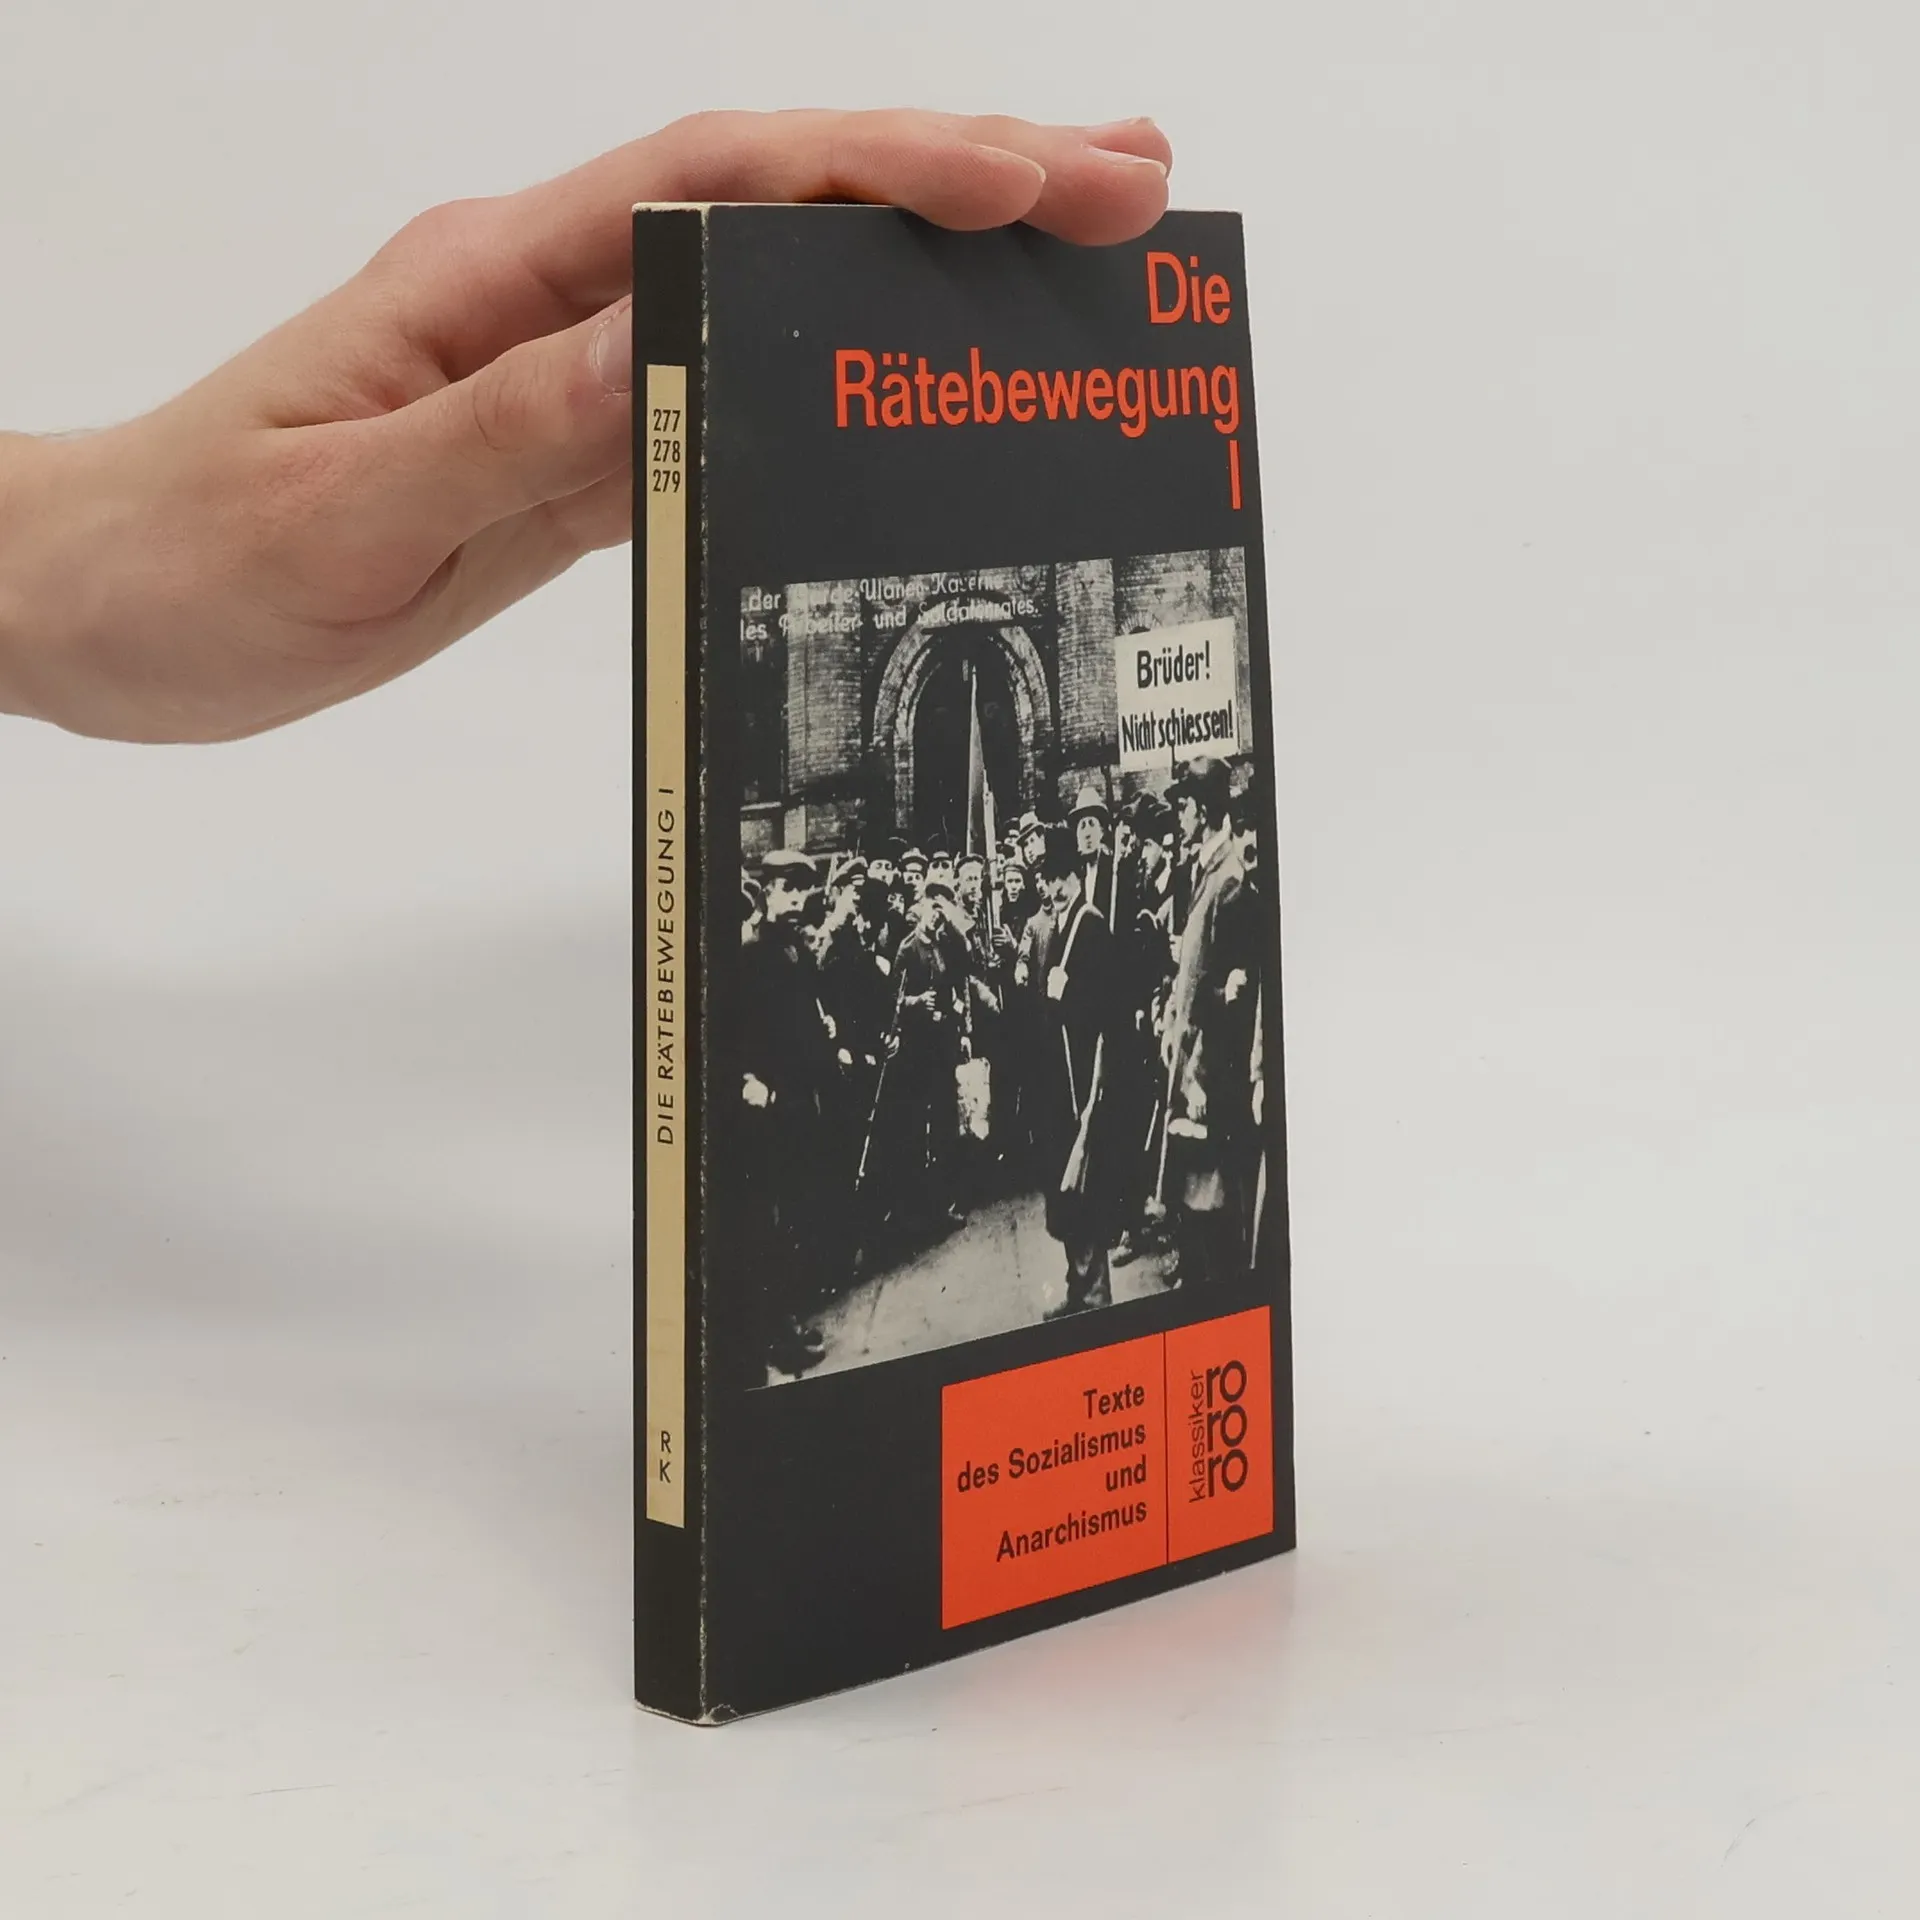 277
278
279
DIE RÄTEBEWEGUNG I
R
K
Die
Rätebewegung
I
der Garde-Ulanen-Kaserne
des Arbeiter- und Soldatenrates.
Brüder!
Nicht schiessen!
Texte
des Sozialismus
und
Anarchismus
klassiker
ro
ro
ro